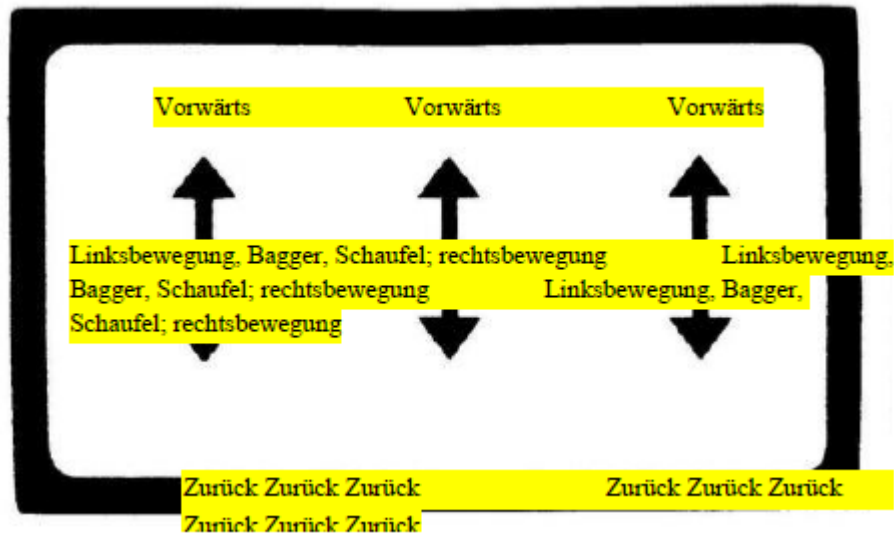 Vorwärts Vorwärts Vorwärts
Linksbewegung, Bagger, Schaufel; rechtsbewegung Linksbewegung,
Bagger, Schaufel; rechtsbewegung Linksbewegung, Bagger,
Schaufel; rechtsbewegung
Zurück Zurück Zurück Zurück Zurück Zurück
Zurück Zurück Zurück